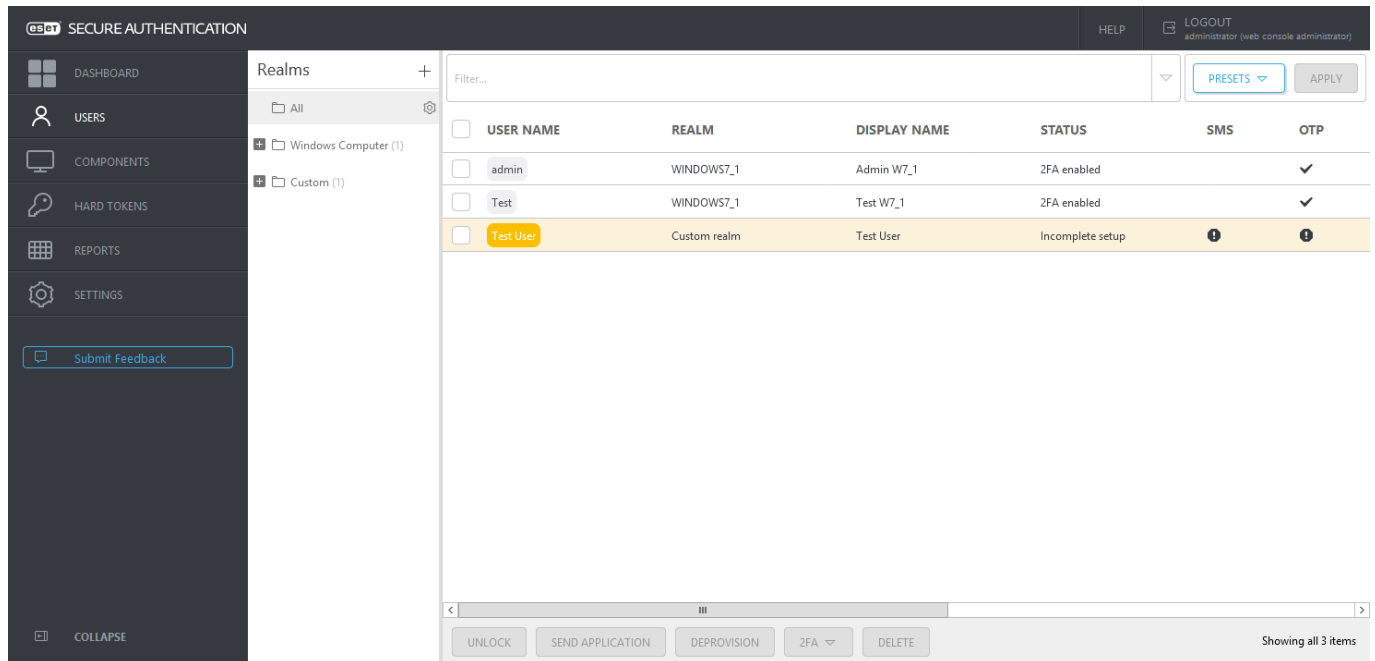 eset SECURE AUTHENTICATION
HELP
LOGOUT
administrator (web console administrator)
DASHBOARD
USERS
COMPONENTS
HARD TOKENS
REPORTS
SETTINGS
Submit Feedback
COLLAPSE
Realms
All
Windows Computer (1)
Custom (1)
Filter...
PRESETS
APPLY
USER NAME REALM DISPLAY NAME STATUS SMS OTP
admin WINDOWS7_1 Admin W7_1 2FA enabled
Test WINDOWS7_1 Test W7_1 2FA enabled
Test User Custom realm Test User Incomplete setup
UNLOCK SEND APPLICATION DEPROVISION 2FA DELETE
Showing all 3 items